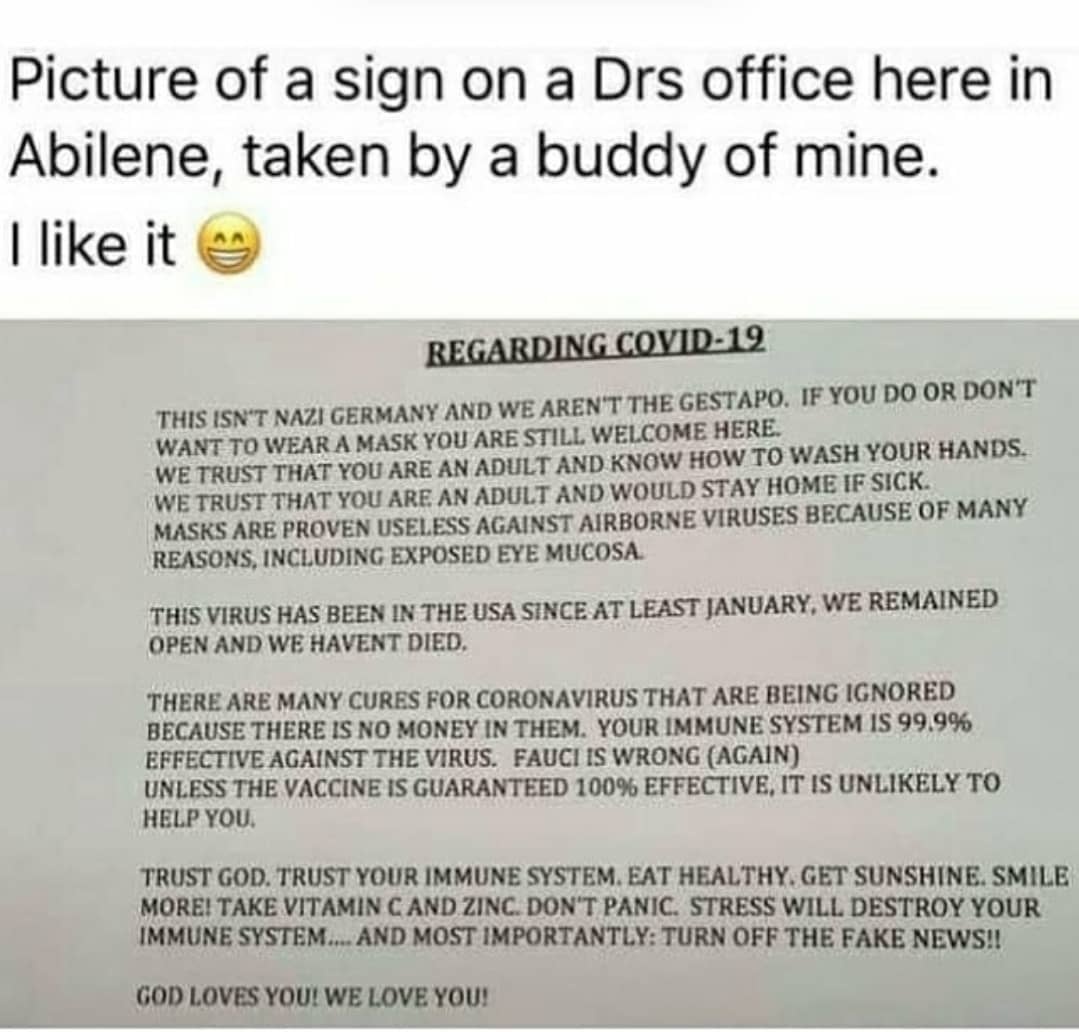 Picture of a sign on a Drs office here in
Abilene, taken by a buddy of mine.
I like it 😁
REGARDING COVID-19
THIS ISN'T NAZI GERMANY AND WE AREN'T THE GESTAPO. IF YOU DO OR DON'T
WANT TO WEAR A MASK YOU ARE STILL WELCOME HERE.
WE TRUST THAT YOU ARE AN ADULT AND KNOW HOW TO WASH YOUR HANDS.
WE TRUST THAT YOU ARE AN ADULT AND WOULD STAY HOME IF SICK.
MASKS ARE PROVEN USELESS AGAINST AIRBORNE VIRUSES BECAUSE OF MANY
REASONS, INCLUDING EXPOSED EYE MUCOSA.
THIS VIRUS HAS BEEN IN THE USA SINCE AT LEAST JANUARY, WE REMAINED
OPEN AND WE HAVENT DIED.
THERE ARE MANY CURES FOR CORONAVIRUS THAT ARE BEING IGNORED
BECAUSE THERE IS NO MONEY IN THEM. YOUR IMMUNE SYSTEM IS 99.9%
EFFECTIVE AGAINST THE VIRUS. FAUCI IS WRONG (AGAIN)
UNLESS THE VACCINE IS GUARANTEED 100% EFFECTIVE, IT IS UNLIKELY TO
HELP YOU.
TRUST GOD. TRUST YOUR IMMUNE SYSTEM. EAT HEALTHY. GET SUNSHINE. SMILE
MORE! TAKE VITAMIN C AND ZINC. DON'T PANIC. STRESS WILL DESTROY YOUR
IMMUNE SYSTEM.... AND MOST IMPORTANTLY: TURN OFF THE FAKE NEWS!!
GOD LOVES YOU! WE LOVE YOU!